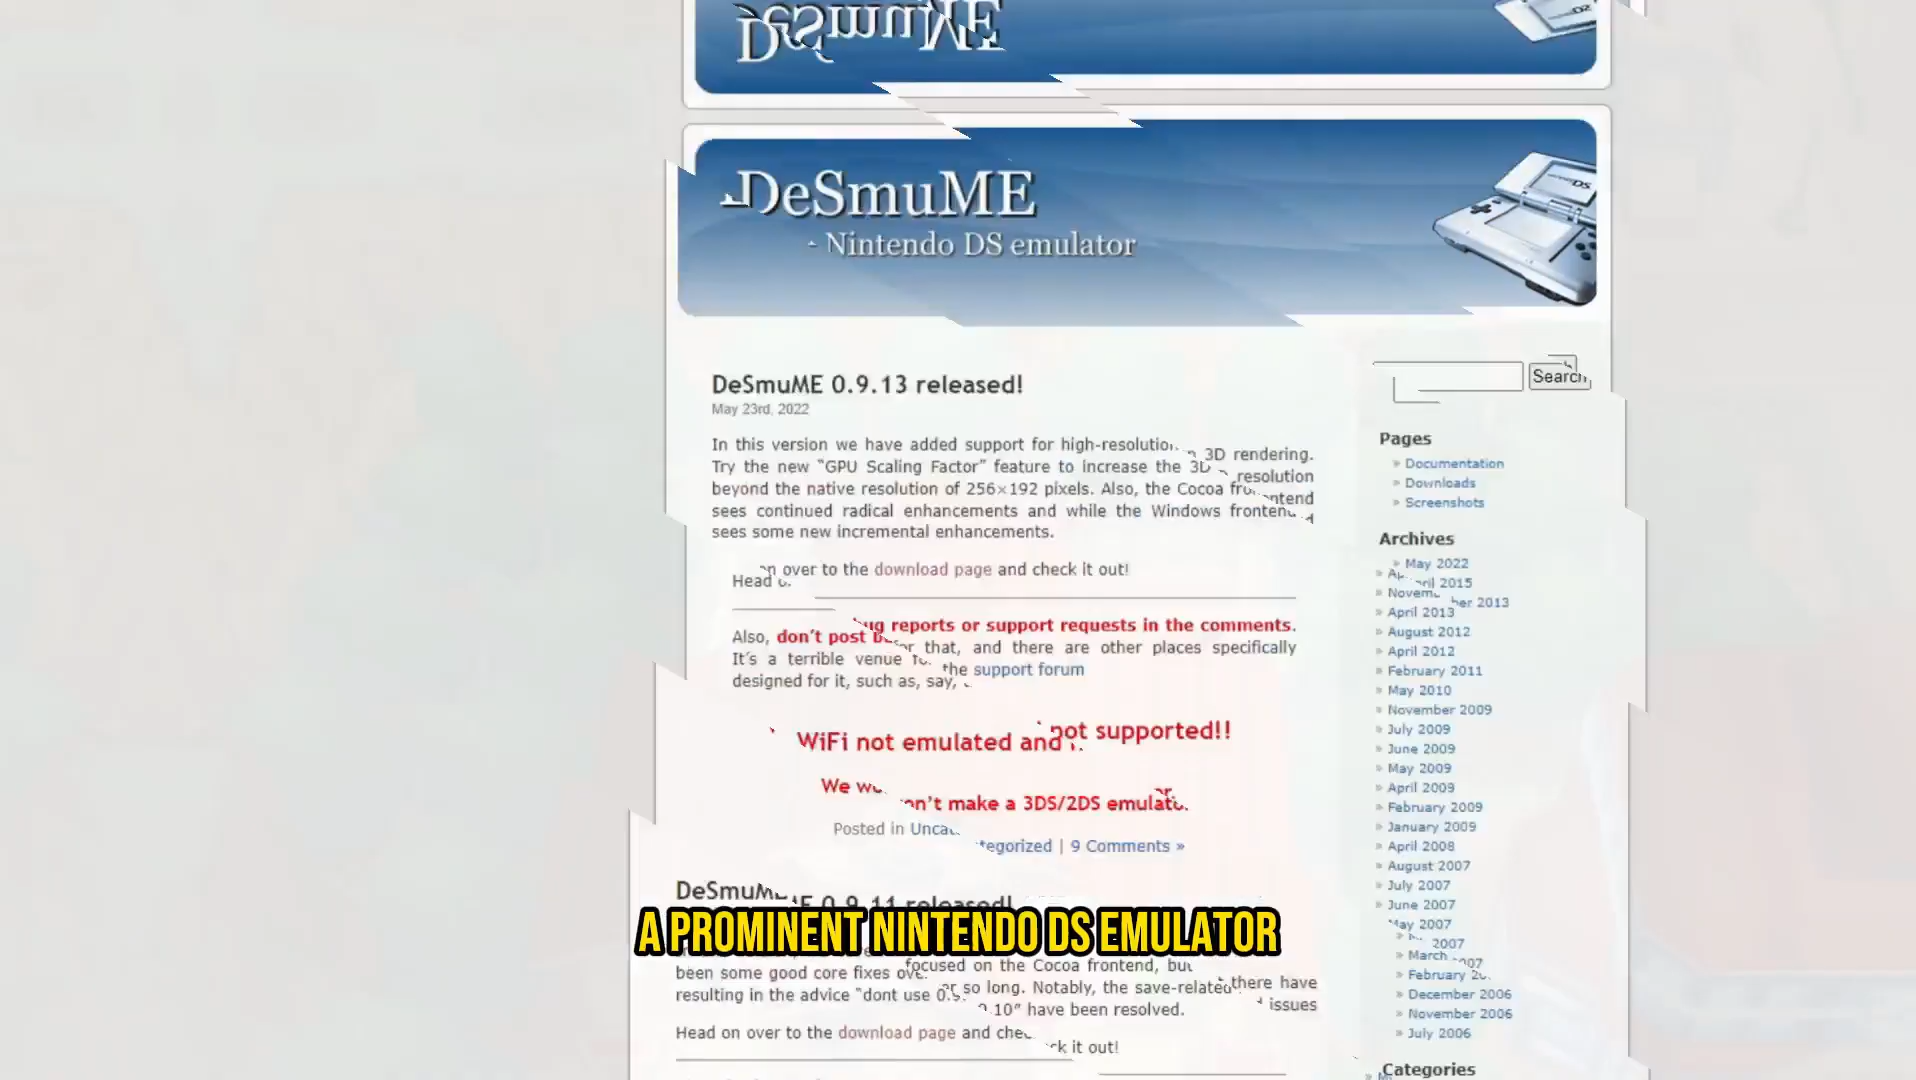 DeSmuME
DeSmuME
- Nintendo DS emulator
DeSmuME 0.9.13 released!
May 23rd, 2022
In this version we have added support for high-resolution 3D rendering.
Try the new “GPU Scaling Factor” feature to increase the 3D resolution
beyond the native resolution of 256×192 pixels. Also, the Cocoa frontend
sees continued radical enhancements and while the Windows frontend
sees some new incremental enhancements.
Head on over to the download page and check it out!
Also, don’t post bug reports or support requests in the comments.
It’s a terrible venue for that, and there are other places specifically
designed for it, such as, say, the support forum
WiFi not emulated and not supported!!
We won’t make a 3DS/2DS emulator.
Posted in Uncategorized | 9 Comments »
DeSmuME 0.9.11 released!
A PROMINENT NINTENDO DS EMULATOR
focused on the Cocoa frontend, but there have
been some good core fixes over so long. Notably, the save-related issues
resulting in the advice “dont use 0.9.10” have been resolved.
Head on over to the download page and check it out!
Search
Pages
» Documentation
» Downloads
» Screenshots
Archives
» May 2022
» April 2015
» November 2013
» April 2013
» August 2012
» April 2012
» February 2011
» May 2010
» November 2009
» July 2009
» June 2009
» May 2009
» April 2009
» February 2009
» January 2009
» April 2008
» August 2007
» July 2007
» June 2007
» May 2007
» March 2007
» February 20
» December 2006
» November 2006
» July 2006
Categories